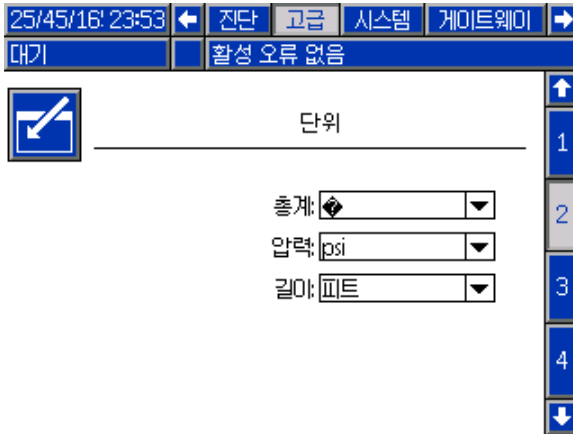 25/45/16 23:53 진단 고급 시스템 게이트웨이
대기 활성 오류 없음
단위
1
총계: �
2
압력: psi
길이: 피트
3
4